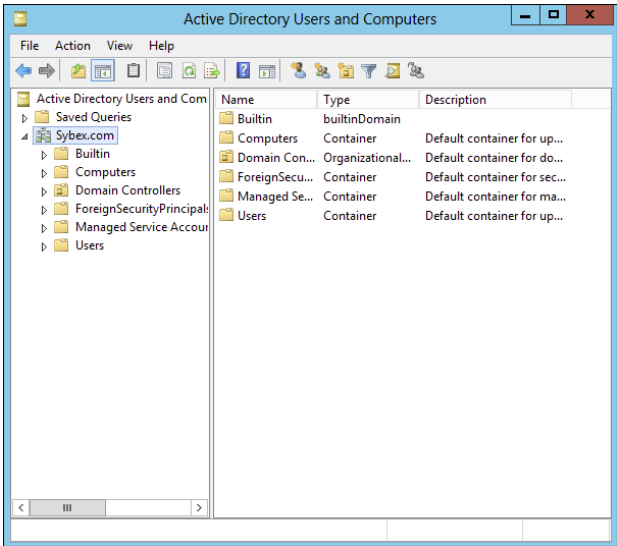 Active Directory Users and Computers
File Action View Help
Active Directory Users and Com
Saved Queries
Sybex.com
Builtin
Computers
Domain Controllers
ForeignSecurityPrincipals
Managed Service Accour
Users
Name Type Description
Builtin builtinDomain
Computers Container Default container for up...
Domain Con... Organizational... Default container for do...
ForeignSecu... Container Default container for sec...
Managed Se... Container Default container for ma...
Users Container Default container for up...